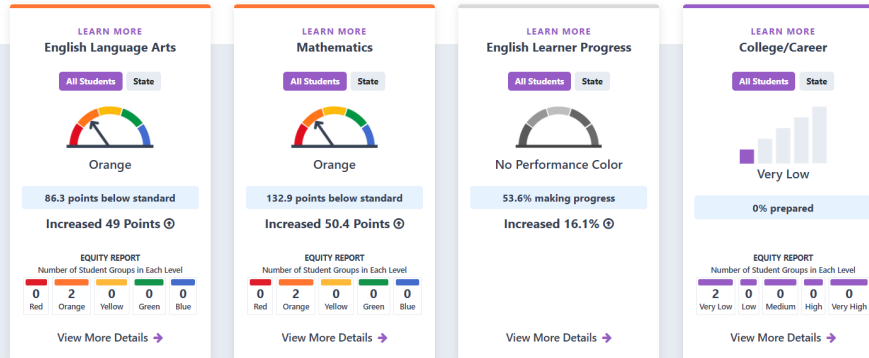 LEARN MORE
English Language Arts
All Students State
Orange
86.3 points below standard
Increased 49 Points
EQUITY REPORT
Number of Student Groups in Each Level
0 2 0 0 0
Red Orange Yellow Green Blue
View More Details
LEARN MORE
Mathematics
All Students State
Orange
132.9 points below standard
Increased 50.4 Points
EQUITY REPORT
Number of Student Groups in Each Level
0 2 0 0 0
Red Orange Yellow Green Blue
View More Details
LEARN MORE
English Learner Progress
All Students State
No Performance Color
53.6% making progress
Increased 16.1%
View More Details
LEARN MORE
College/Career
All Students State
Very Low
0% prepared
EQUITY REPORT
Number of Student Groups in Each Level
2 0 0 0 0
Very Low Low Medium High Very High
View More Details